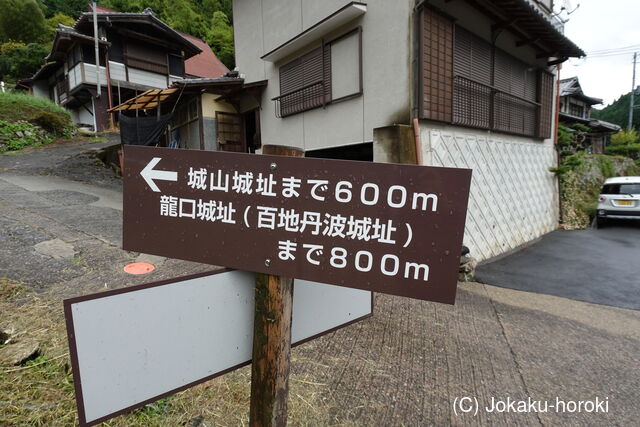 城山城址まで600m
龍口城址(百地丹波城址)
まで800m
(C) Jokaku-horoki